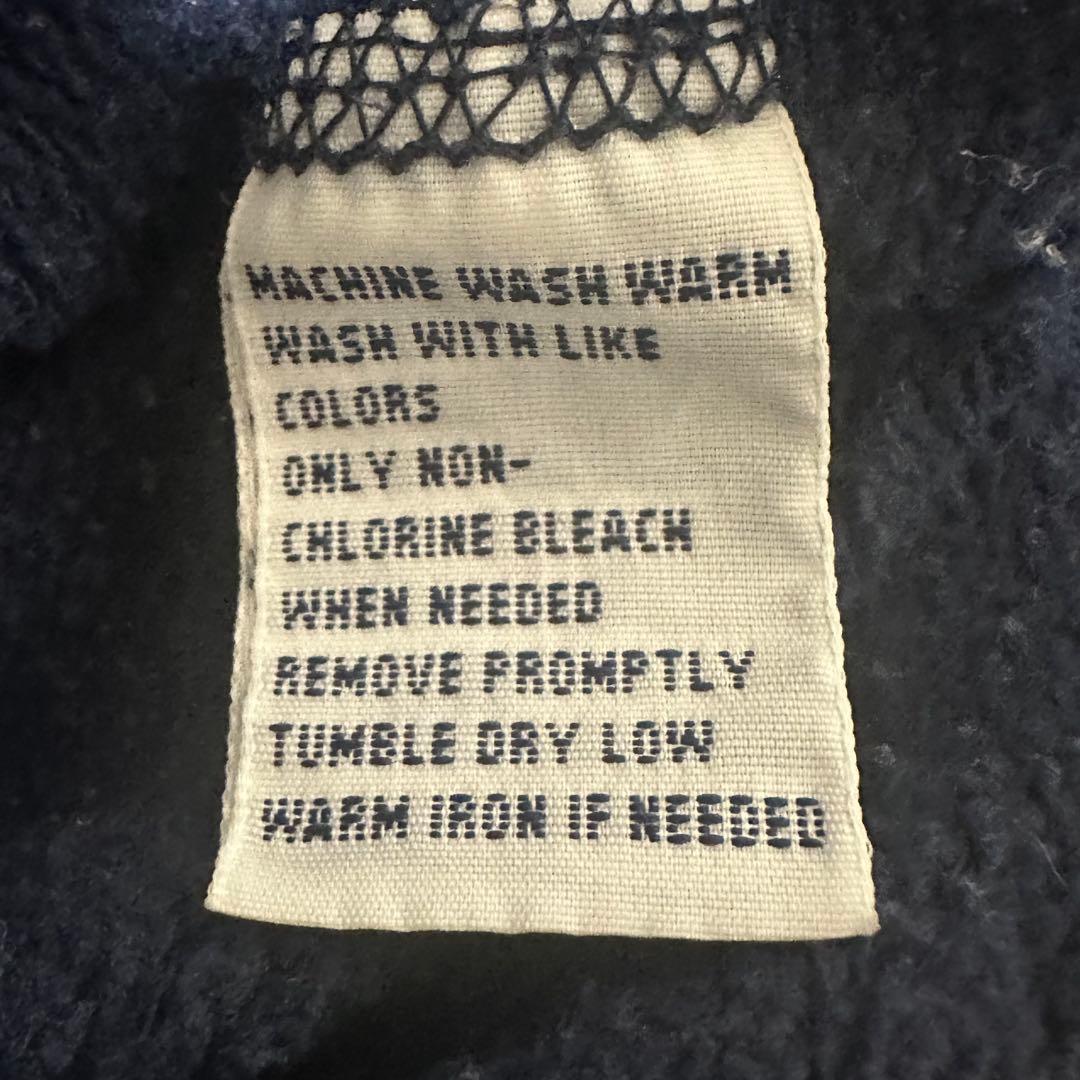 MACHINE WASH WARM
WASH WITH LIKE
COLORS
ONLY NON-
CHLORINE BLEACH
WHEN NEEDED
REMOVE PROMPTLY
TUMBLE DRY LOW
WARM IRON IF NEEDED